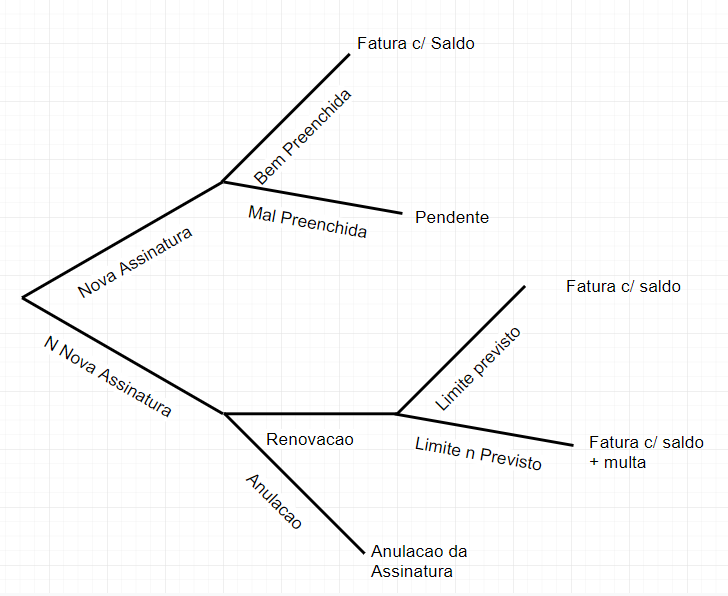 Fatura c/ Saldo
Bem Preenchida
Mal Preenchida
Pendente
Nova Assinatura
N Nova Assinatura
Fatura c/ saldo
Limite previsto
Renovacao
Limite n Previsto
Fatura c/ saldo
+ multa
Anulacao
Anulacao da
Assinatura